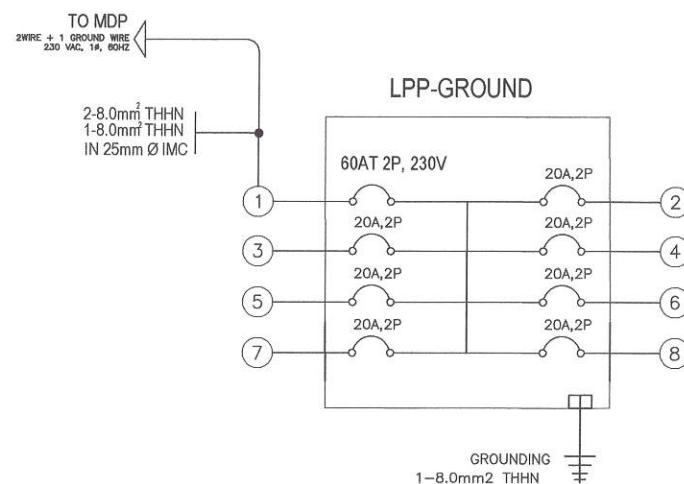 TO MDP
2WIRE + 1 GROUND WIRE
230 VAC, 1Ø, 60HZ
LPP-GROUND
2-8.0mm² THHN
1-8.0mm² THHN
IN 25mm Ø IMC
60AT 2P, 230V
20A,2P
1
2
20A,2P
20A,2P
3
4
20A,2P
20A,2P
5
6
20A,2P
20A,2P
7
8
GROUNDING
1-8.0mm2 THHN